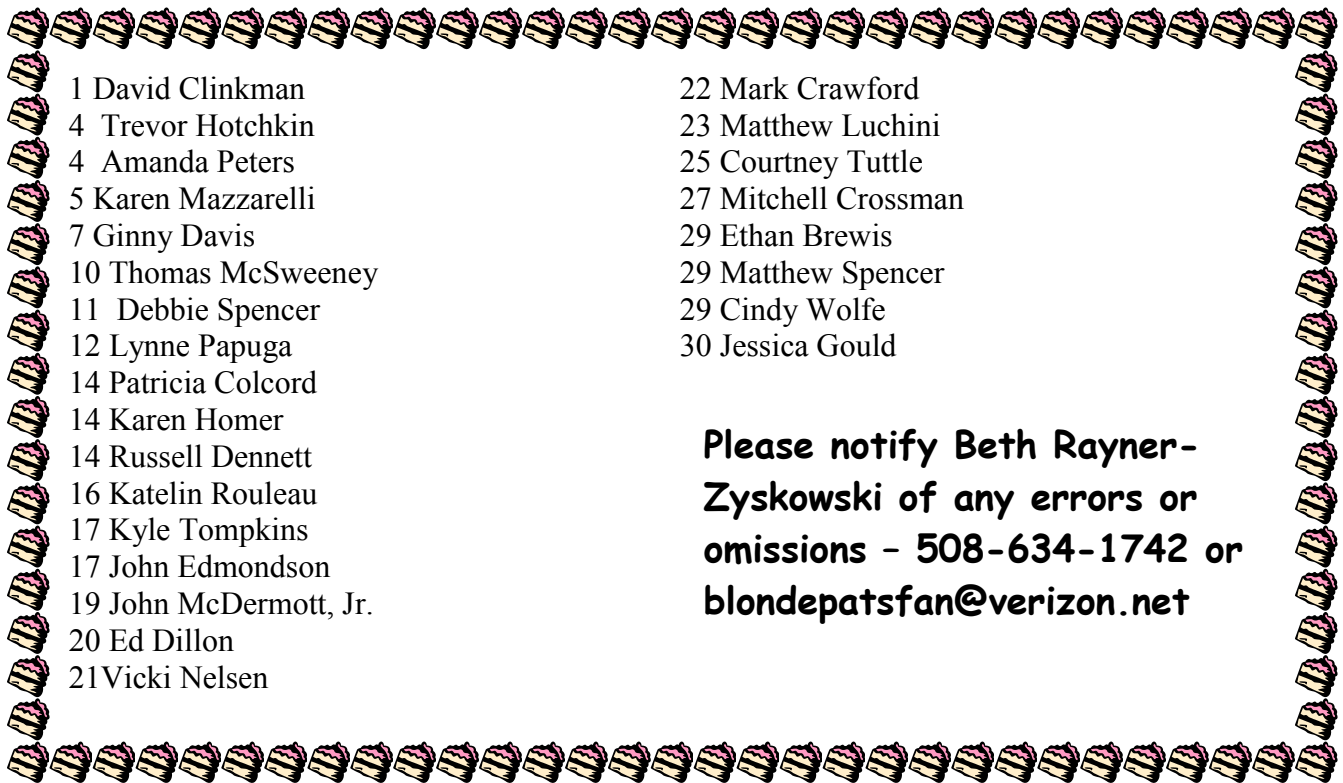 1 David Clinkman
4 Trevor Hotchkin
4 Amanda Peters
5 Karen Mazzarelli
7 Ginny Davis
10 Thomas McSweeney
11 Debbie Spencer
12 Lynne Papuga
14 Patricia Colcord
14 Karen Homer
14 Russell Dennett
16 Katelin Rouleau
17 Kyle Tompkins
17 John Edmondson
19 John McDermott, Jr.
20 Ed Dillon
21Vicki Nelsen
22 Mark Crawford
23 Matthew Luchini
25 Courtney Tuttle
27 Mitchell Crossman
29 Ethan Brewis
29 Matthew Spencer
29 Cindy Wolfe
30 Jessica Gould
Please notify Beth Rayner-
Zyskowski of any errors or
omissions – 508-634-1742 or
blondepatsfan@verizon.net